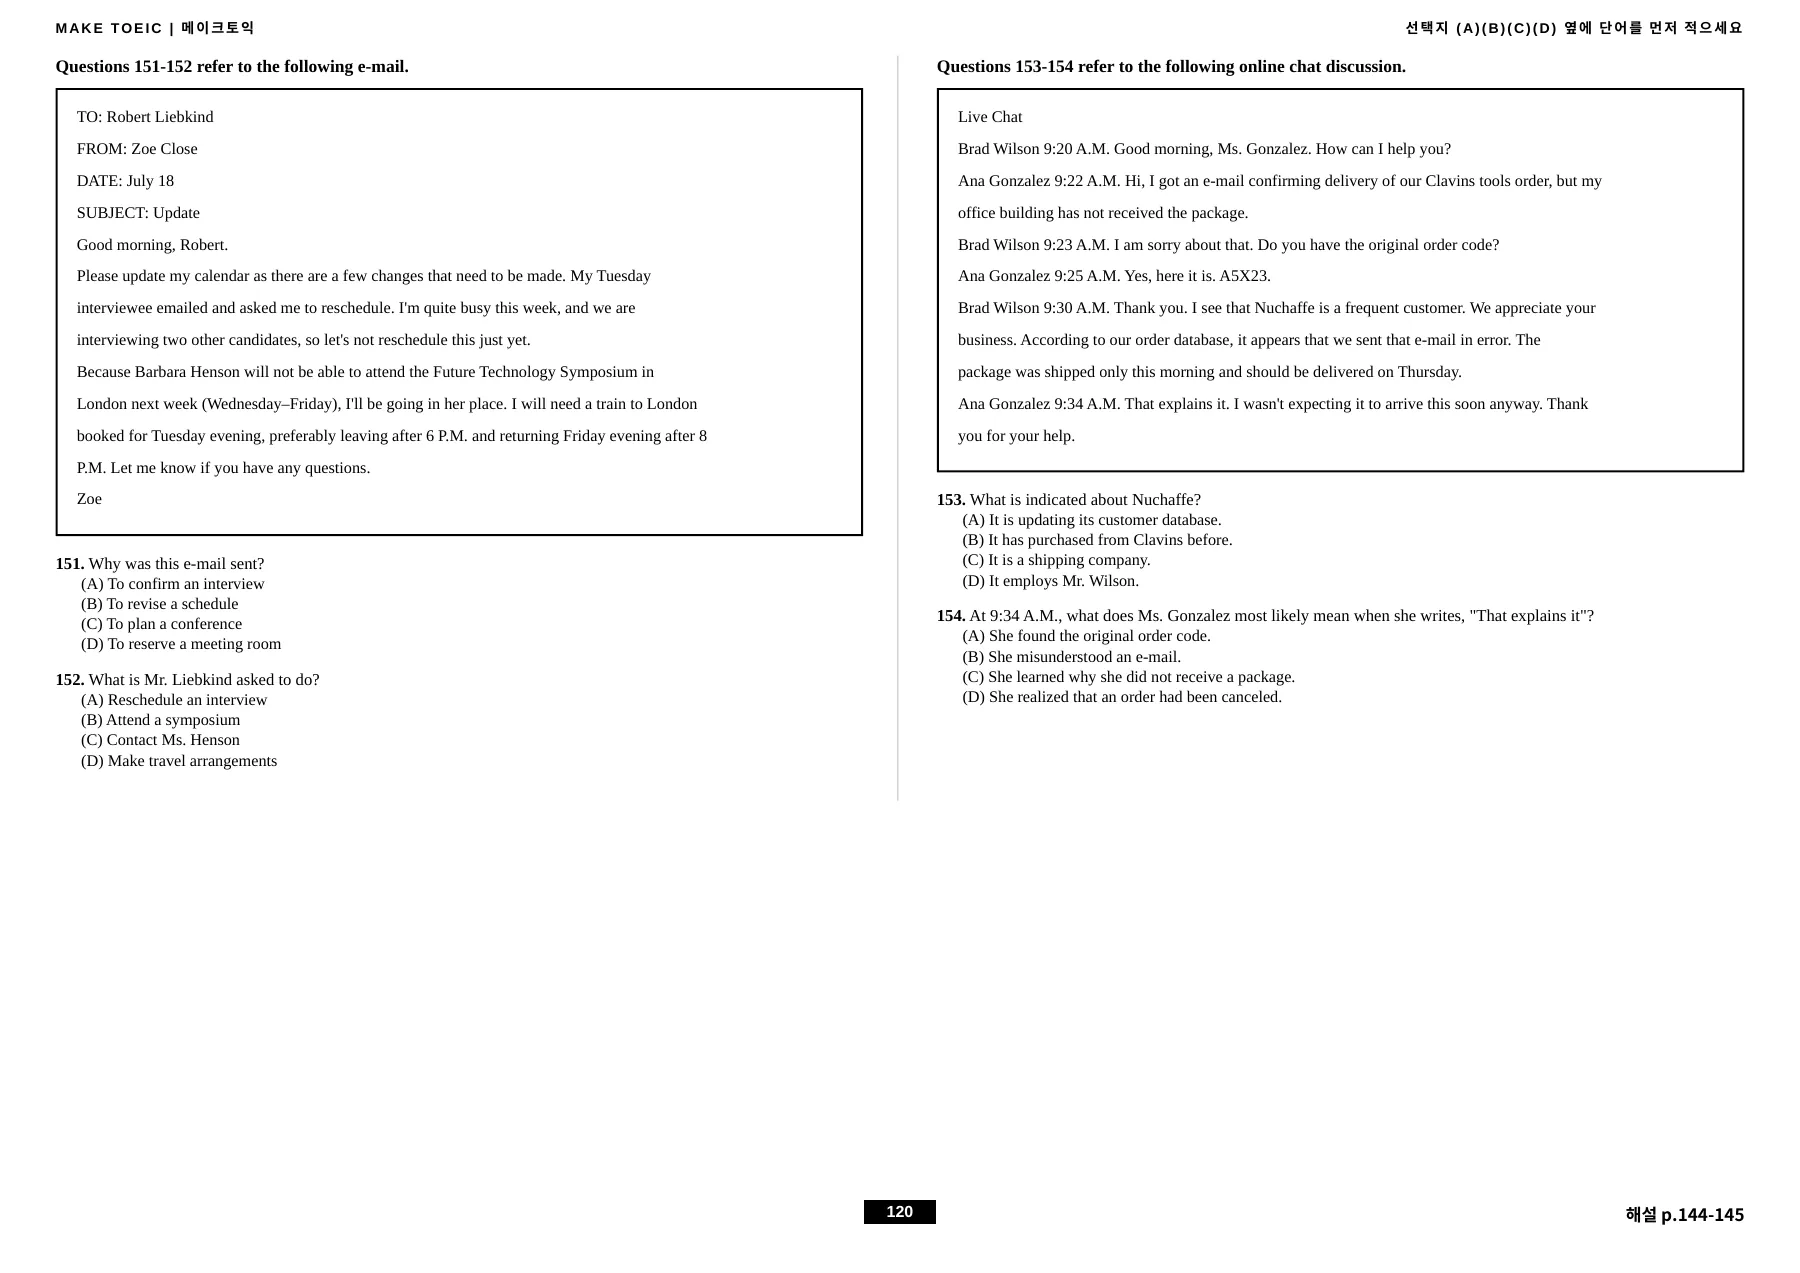 MAKE TOEIC | 메이크토익
선택지 (A)(B)(C)(D) 옆에 단어를 먼저 적으세요
Questions 151-152 refer to the following e-mail.
TO: Robert Liebkind
FROM: Zoe Close
DATE: July 18
SUBJECT: Update
Good morning, Robert.
Please update my calendar as there are a few changes that need to be made. My Tuesday
interviewee emailed and asked me to reschedule. I'm quite busy this week, and we are
interviewing two other candidates, so let's not reschedule this just yet.
Because Barbara Henson will not be able to attend the Future Technology Symposium in
London next week (Wednesday–Friday), I'll be going in her place. I will need a train to London
booked for Tuesday evening, preferably leaving after 6 P.M. and returning Friday evening after 8
P.M. Let me know if you have any questions.
Zoe
151. Why was this e-mail sent?
(A) To confirm an interview
(B) To revise a schedule
(C) To plan a conference
(D) To reserve a meeting room
152. What is Mr. Liebkind asked to do?
(A) Reschedule an interview
(B) Attend a symposium
(C) Contact Ms. Henson
(D) Make travel arrangements
Questions 153-154 refer to the following online chat discussion.
Live Chat
Brad Wilson 9:20 A.M. Good morning, Ms. Gonzalez. How can I help you?
Ana Gonzalez 9:22 A.M. Hi, I got an e-mail confirming delivery of our Clavins tools order, but my
office building has not received the package.
Brad Wilson 9:23 A.M. I am sorry about that. Do you have the original order code?
Ana Gonzalez 9:25 A.M. Yes, here it is. A5X23.
Brad Wilson 9:30 A.M. Thank you. I see that Nuchaffe is a frequent customer. We appreciate your
business. According to our order database, it appears that we sent that e-mail in error. The
package was shipped only this morning and should be delivered on Thursday.
Ana Gonzalez 9:34 A.M. That explains it. I wasn't expecting it to arrive this soon anyway. Thank
you for your help.
153. What is indicated about Nuchaffe?
(A) It is updating its customer database.
(B) It has purchased from Clavins before.
(C) It is a shipping company.
(D) It employs Mr. Wilson.
154. At 9:34 A.M., what does Ms. Gonzalez most likely mean when she writes, "That explains it"?
(A) She found the original order code.
(B) She misunderstood an e-mail.
(C) She learned why she did not receive a package.
(D) She realized that an order had been canceled.
120
해설 p.144-145